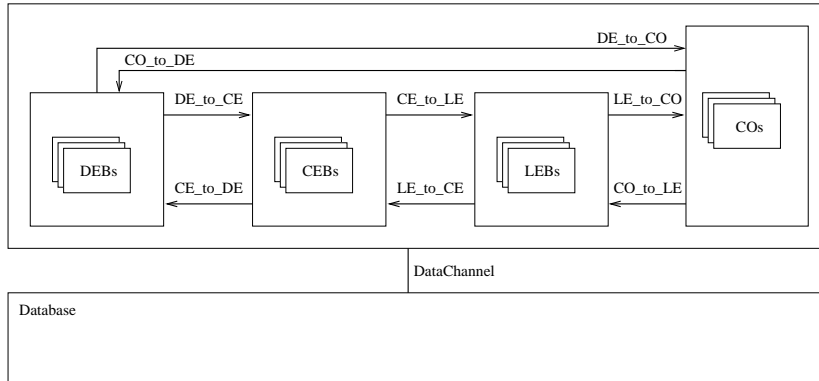 DE_to_CO
CO_to_DE
DE_to_CE
CE_to_LE
LE_to_CO
COs
DEBs
CEBs
LEBs
CE_to_DE
LE_to_CE
CO_to_LE
DataChannel
Database